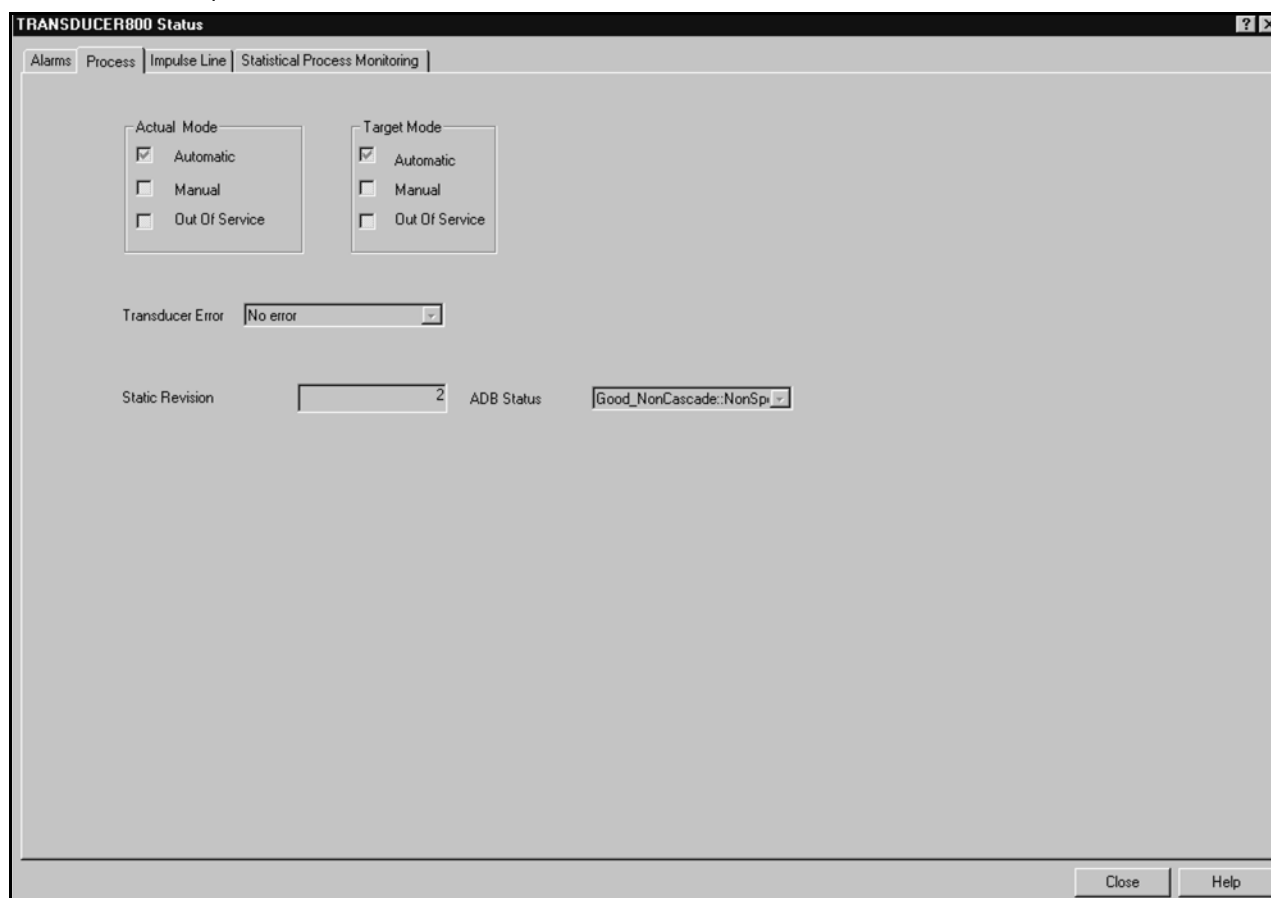 TRANSDUCER800 Status
Alarms Process Impulse Line Statistical Process Monitoring
Actual Mode Target Mode
Automatic Automatic
Manual Manual
Out Of Service Out Of Service
Transducer Error No error
Static Revision 2 ADB Status Good_NonCascade::NonSp
Close Help